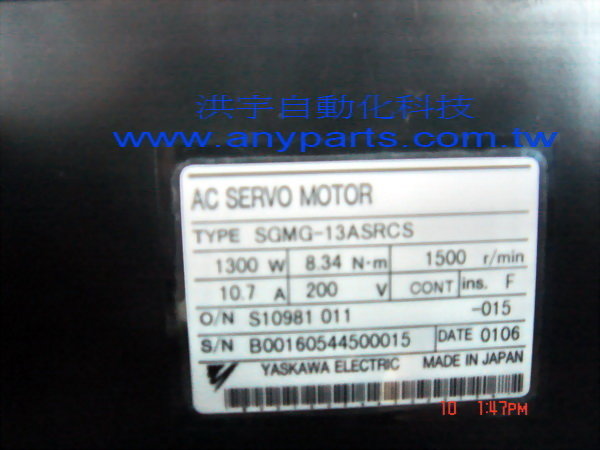 洪宇自動化科技
www.anyparts.com.tw
AC SERVO MOTOR
TYPE SGMG-13ASRCS
1300 W 8.34 N·m 1500 r/min
10.7 A 200 V CONT ins. F
O/N S10981 011 -015
S/N B00160544500015 DATE 0106
YASKAWA ELECTRIC MADE IN JAPAN
10 1:47PM